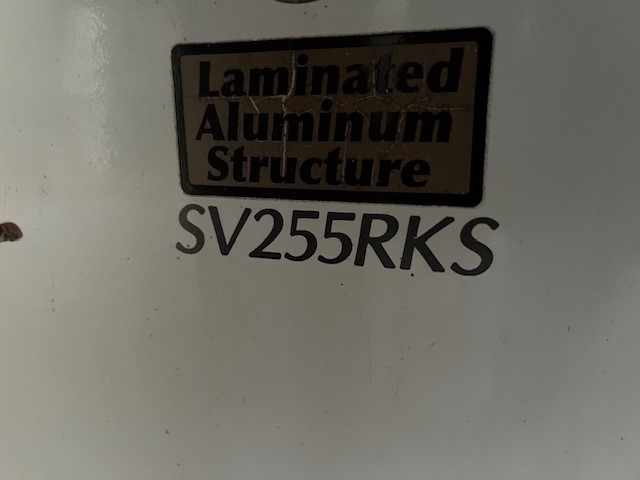 Laminated
Aluminum
Structure
SV255RKS